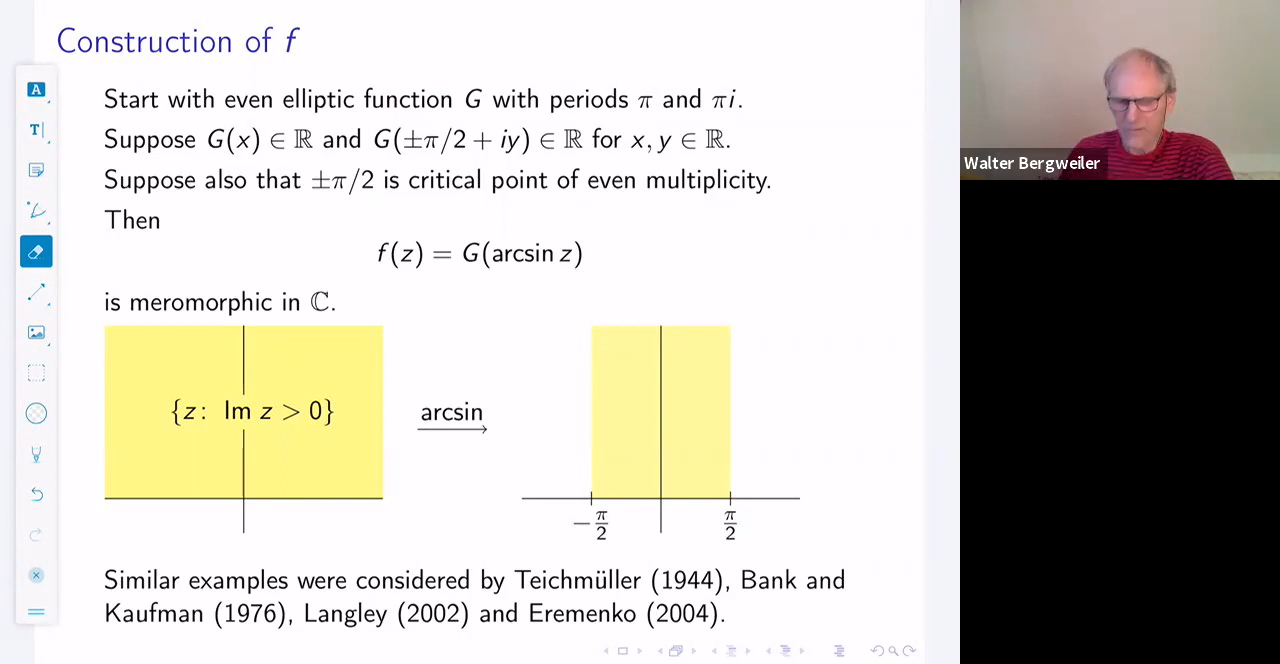 Construction of f
Start with even elliptic function G with periods π and πi.
Suppose G(x) ∈ ℝ and G(±π/2 + iy) ∈ ℝ for x, y ∈ ℝ.
Suppose also that ±π/2 is critical point of even multiplicity.
Then
f(z) = G(arcsin z)
is meromorphic in ℂ.
{z : Im z > 0}
arcsin
−π/2
π/2
Similar examples were considered by Teichmüller (1944), Bank and
Kaufman (1976), Langley (2002) and Eremenko (2004).
A
T
Walter Bergweiler